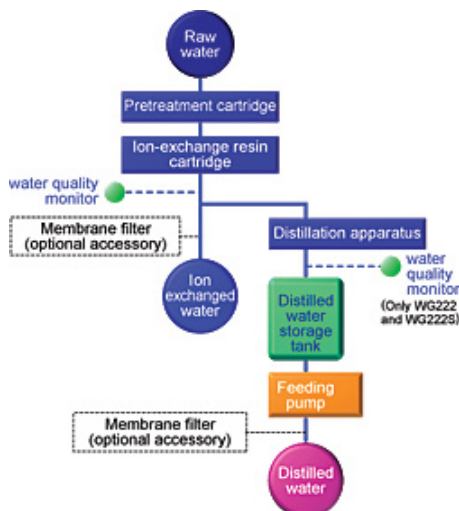 Raw
water
Pretreatment cartridge
Ion-exchange resin
cartridge
water quality
monitor
Membrane filter
(optional accessory)
Distillation apparatus
Ion
exchanged
water
water
quality
monitor
(Only WG222
and WG222S)
Distilled
water
storage
tank
Feeding
pump
Membrane filter
(optional accessory)
Distilled
water